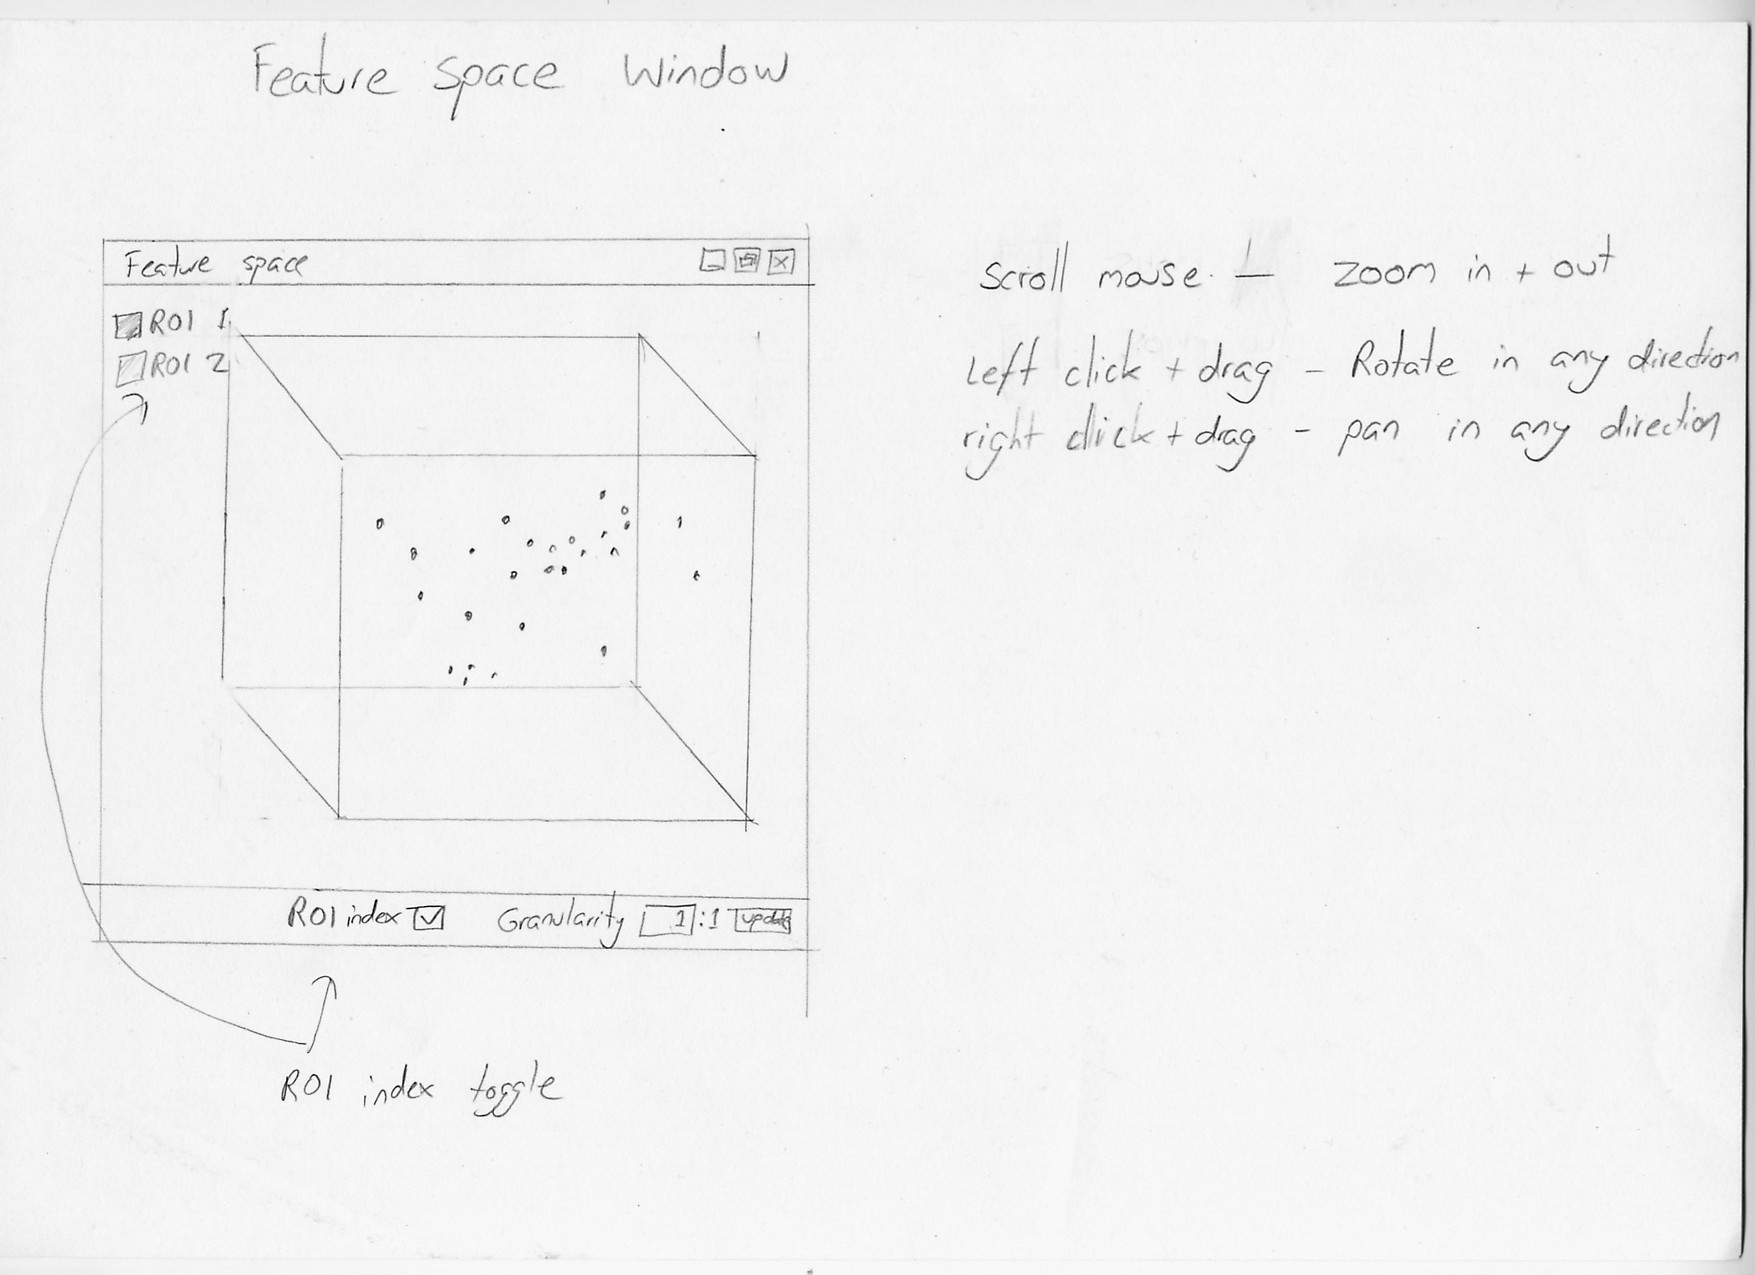 Feature space Window
Feature space
ROI 1
ROI 2
ROI index Granularity 1:1 update
ROI index toggle
Scroll mouse — zoom in + out
Left click + drag - Rotate in any direction
right click + drag - pan in any direction